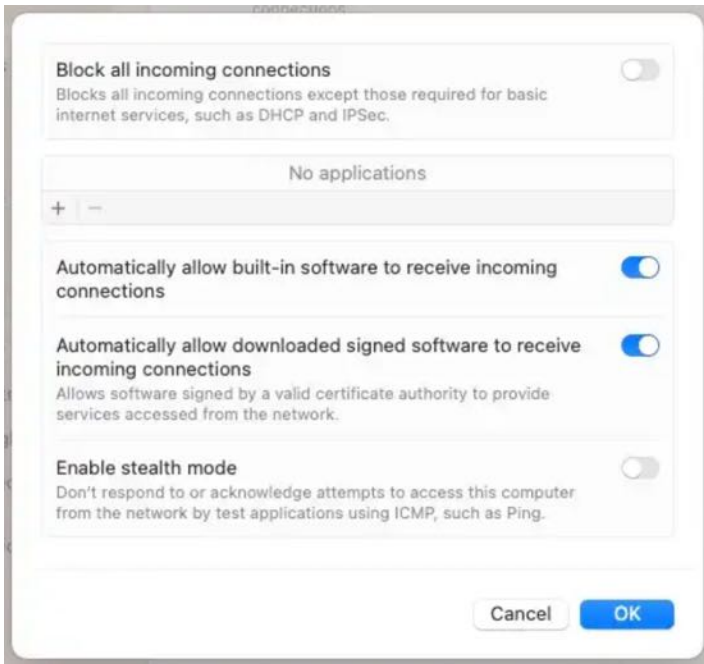 connections
Block all incoming connections
Blocks all incoming connections except those required for basic
internet services, such as DHCP and IPSec.
No applications
+ −
Automatically allow built-in software to receive incoming
connections
Automatically allow downloaded signed software to receive
incoming connections
Allows software signed by a valid certificate authority to provide
services accessed from the network.
Enable stealth mode
Don't respond to or acknowledge attempts to access this computer
from the network by test applications using ICMP, such as Ping.
Cancel OK